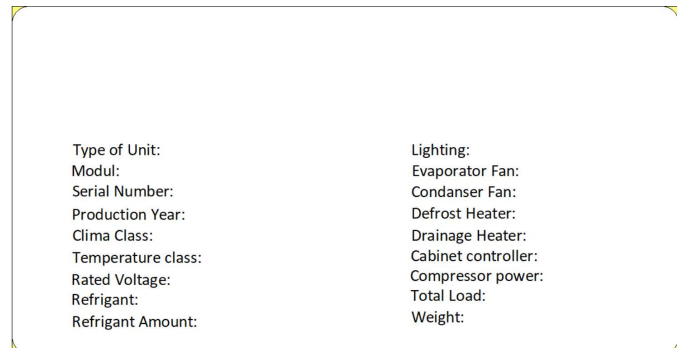 Type of Unit:
Modul:
Serial Number:
Production Year:
Clima Class:
Temperature class:
Rated Voltage:
Refrigant:
Refrigant Amount:
Lighting:
Evaporator Fan:
Condanser Fan:
Defrost Heater:
Drainage Heater:
Cabinet controller:
Compressor power:
Total Load:
Weight: